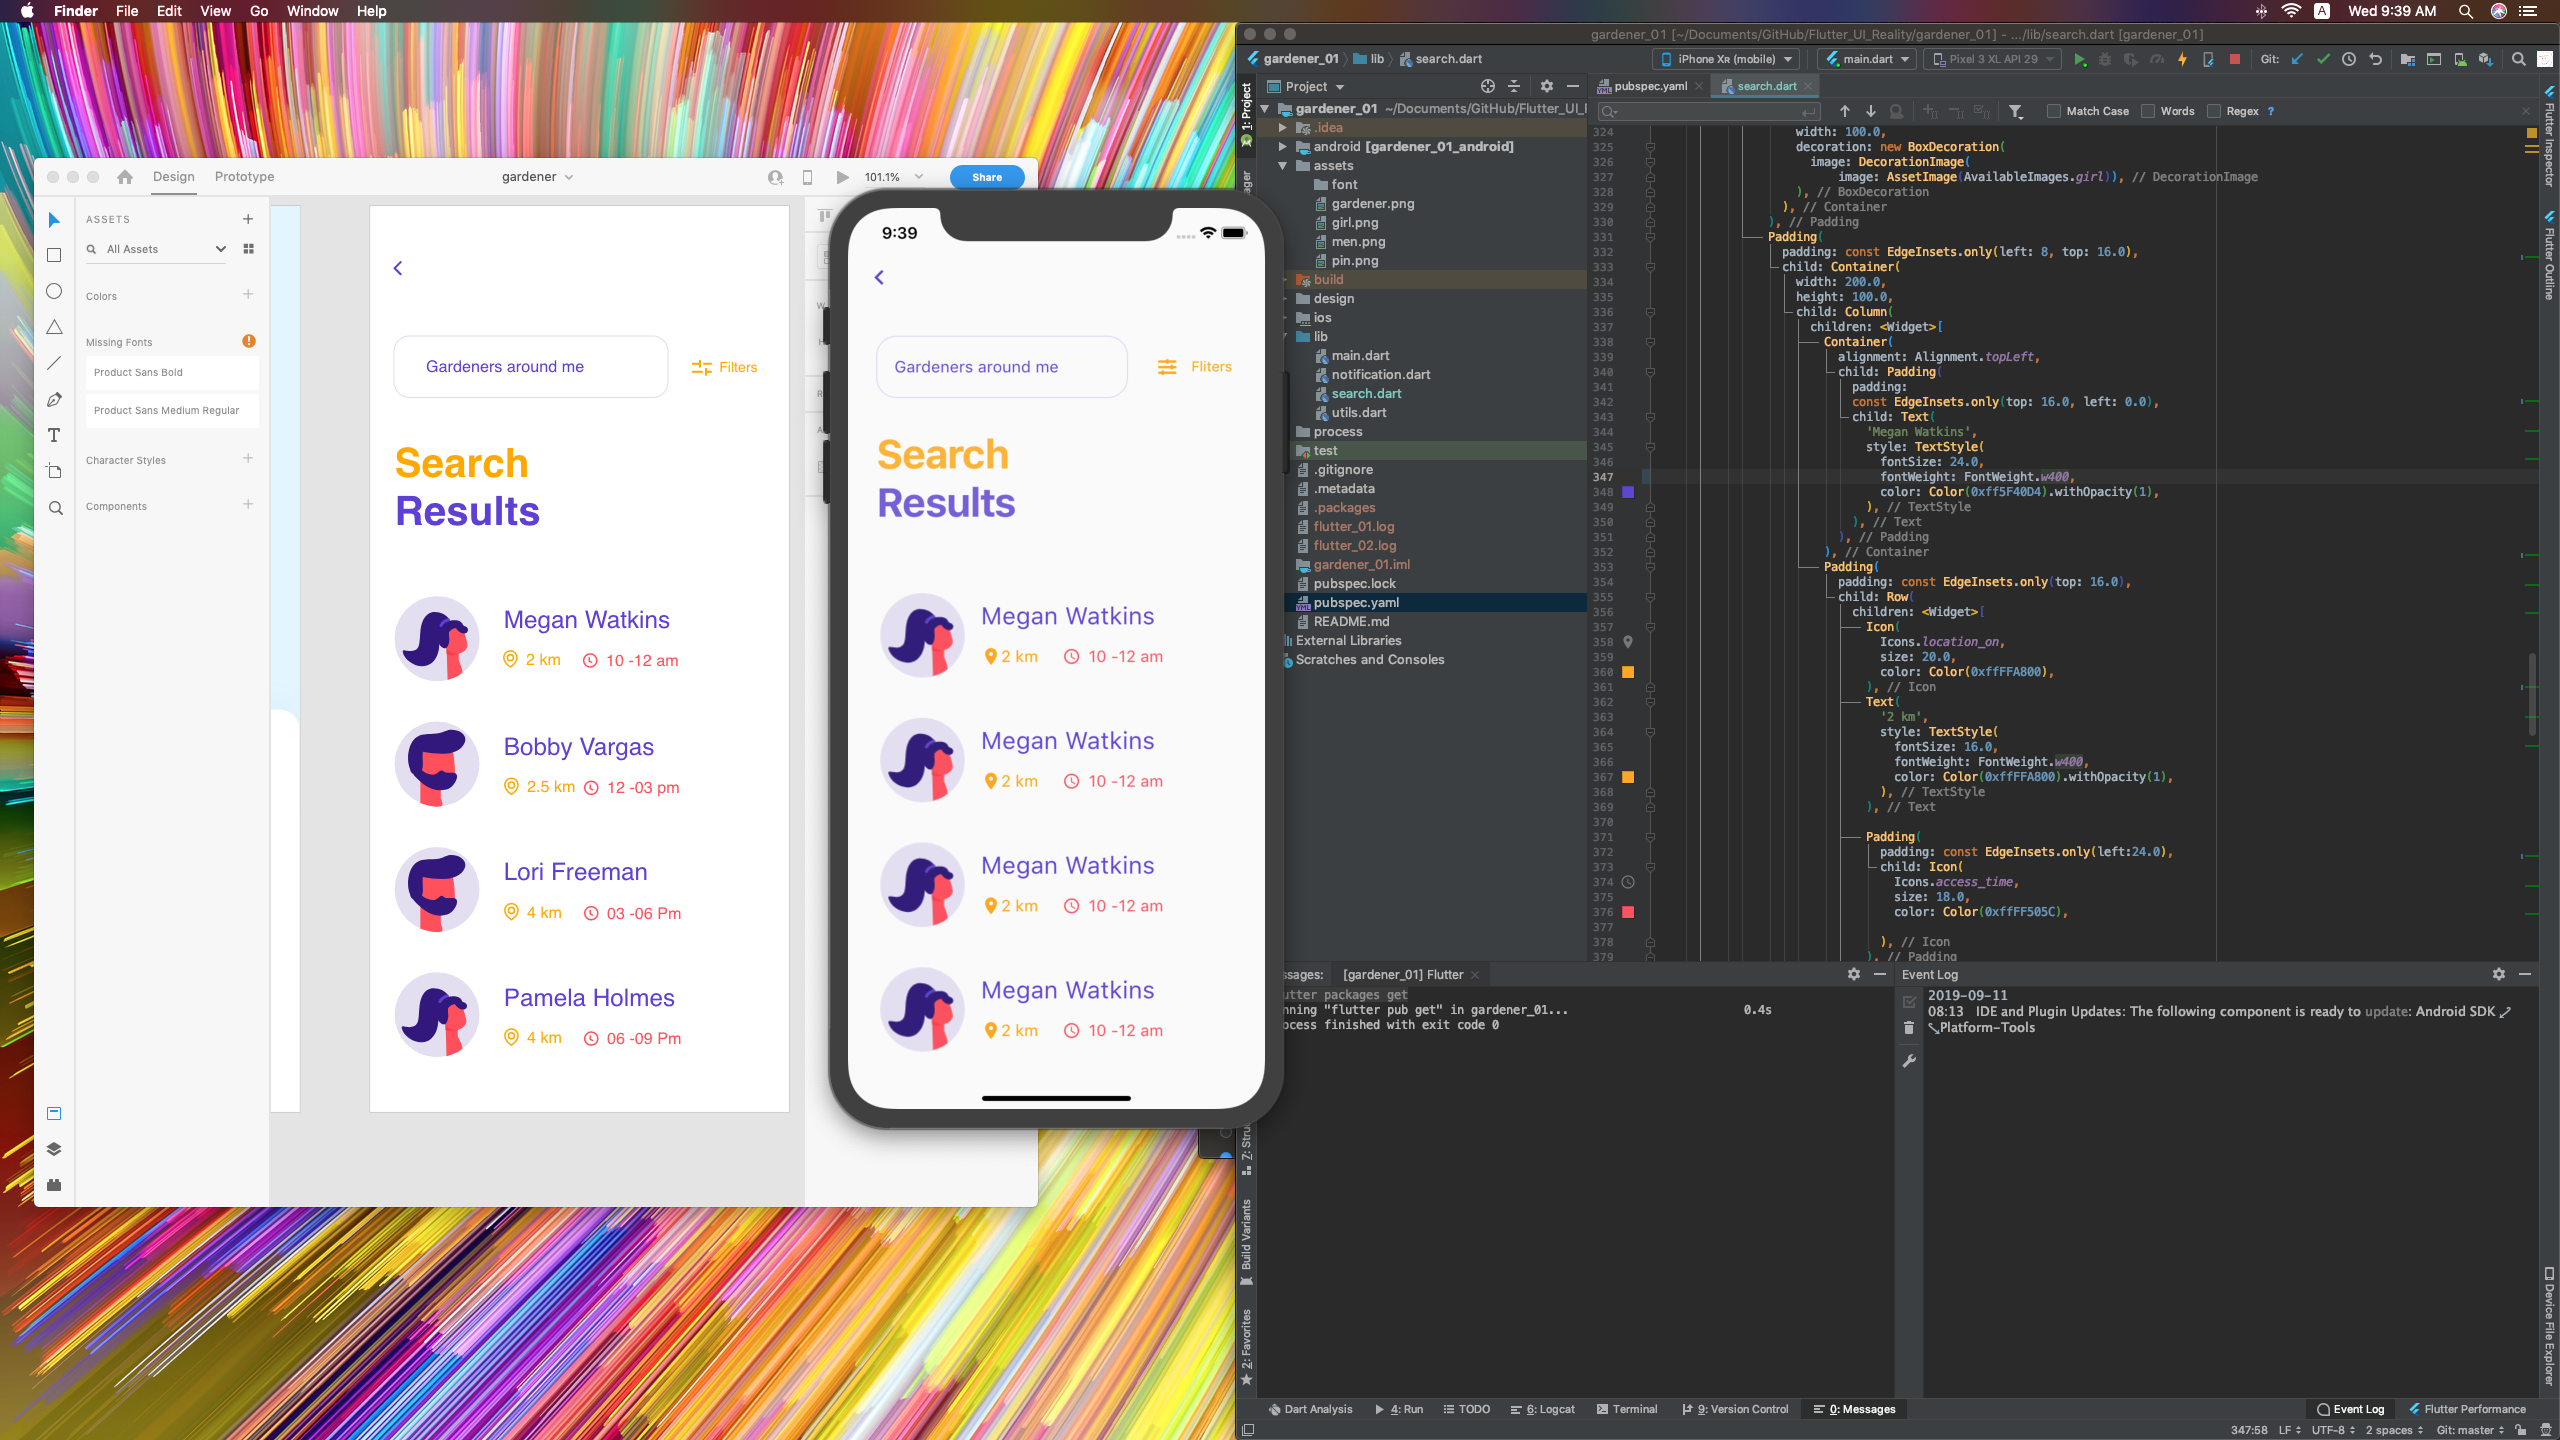 Finder File Edit View Go Window Help
A Wed 9:39 AM
Design Prototype
gardener
101.1%
Share
ASSETS
All Assets
Colors
Missing Fonts
Product Sans Bold
Product Sans Medium Regular
Character Styles
Components
Gardeners around me
Filters
Search
Results
Megan Watkins
2 km 10 -12 am
Bobby Vargas
2.5 km 12 -03 pm
Lori Freeman
4 km 03 -06 Pm
Pamela Holmes
4 km 06 -09 Pm
9:39
Gardeners around me
Fliters
Search
Results
Megan Watkins
2 km 10 -12 am
Megan Watkins
2 km 10 -12 am
Megan Watkins
2 km 10 -12 am
Megan Watkins
2 km 10 -12 am
gardener_01 [~/Documents/GitHub/Flutter_UI_Reality/gardener_01] - .../lib/search.dart [gardener_01]
gardener_01 lib search.dart
iPhone XR (mobile) main.dart Pixel 3 XL API 29 Git:
1: Project
Project
gardener_01 ~/Documents/GitHub/Flutter_UI_
.idea
android [gardener_01_android]
assets
font
gardener.png
girl.png
men.png
pin.png
build
design
ios
lib
main.dart
notification.dart
search.dart
utils.dart
process
test
.gitignore
.metadata
.packages
flutter_01.log
flutter_02.log
gardener_01.iml
pubspec.lock
pubspec.yaml
README.md
External Libraries
Scratches and Consoles
pubspec.yaml search.dart
Match Case Words Regex ?
324 width: 100.0,
325 decoration: new BoxDecoration(
326 image: DecorationImage(
327 image: AssetImage(AvailableImages.girl)), // DecorationImage
328 ), // BoxDecoration
329 ), // Container
330 ), // Padding
331 Padding(
332 padding: const EdgeInsets.only(left: 8, top: 16.0),
333 child: Container(
334 width: 200.0,
335 height: 100.0,
336 child: Column(
337 children: <Widget>[
338 Container(
339 alignment: Alignment.topLeft,
340 child: Padding(
341 padding:
342 const EdgeInsets.only(top: 16.0, left: 0.0),
343 child: Text(
344 'Megan Watkins',
345 style: TextStyle(
346 fontSize: 24.0,
347 fontWeight: FontWeight.w400,
348 color: Color(0xff5F40D4).withOpacity(1),
349 ), // TextStyle
350 ), // Text
351 ), // Padding
352 ), // Container
353 Padding(
354 padding: const EdgeInsets.only(top: 16.0),
355 child: Row(
356 children: <Widget>[
357 Icon(
358 Icons.location_on,
359 size: 20.0,
360 color: Color(0xffFFA800),
361 ), // Icon
362 Text(
363 '2 km',
364 style: TextStyle(
365 fontSize: 16.0,
366 fontWeight: FontWeight.w400,
367 color: Color(0xffFFA800).withOpacity(1),
368 ), // TextStyle
369 ), // Text
370
371 Padding(
372 padding: const EdgeInsets.only(left:24.0),
373 child: Icon(
374 Icons.access_time,
375 size: 18.0,
376 color: Color(0xffFF505C),
377
378 ), // Icon
379 ), // Padding
Flutter Inspector
Flutter Outline
Device File Explorer
Build Variants
2: Favorites
ssages: [gardener_01] Flutter
utter packages get
nning "flutter pub get" in gardener_01... 0.4s
ocess finished with exit code 0
Event Log
2019-09-11
08:13 IDE and Plugin Updates: The following component is ready to update: Android SDK
Platform-Tools
Dart Analysis 4: Run TODO 6: Logcat Terminal 9: Version Control 0: Messages Event Log Flutter Performance
347:58 LF UTF-8 2 spaces Git: master